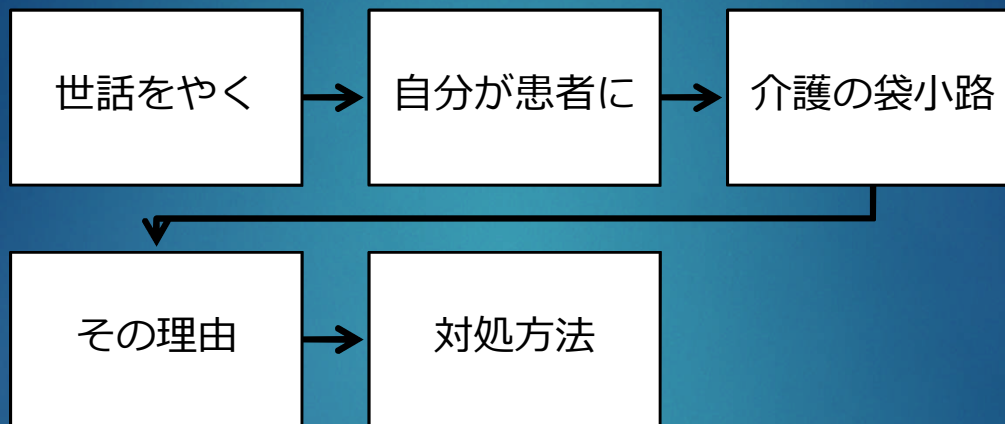 世話をやく
自分が患者に
介護の袋小路
その理由
対処方法